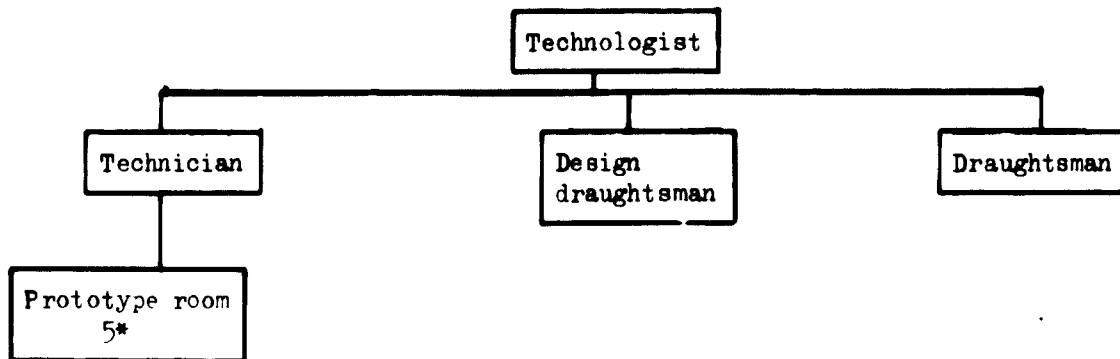 Technologist
Technician
Design
draughtsman
Draughtsman
Prototype room
5*